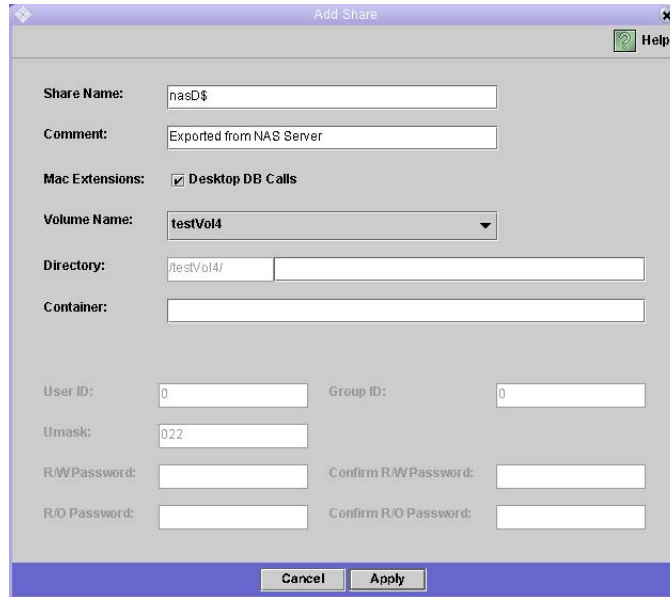 Add Share
Help
Share Name: nasD$
Comment: Exported from NAS Server
Mac Extensions: Desktop DB Calls
Volume Name: testVol4
Directory: /testVol4/
Container:
User ID: 0 Group ID: 0
Umask: 022
R/W Password: Confirm R/W Password:
R/O Password: Confirm R/O Password:
Cancel Apply